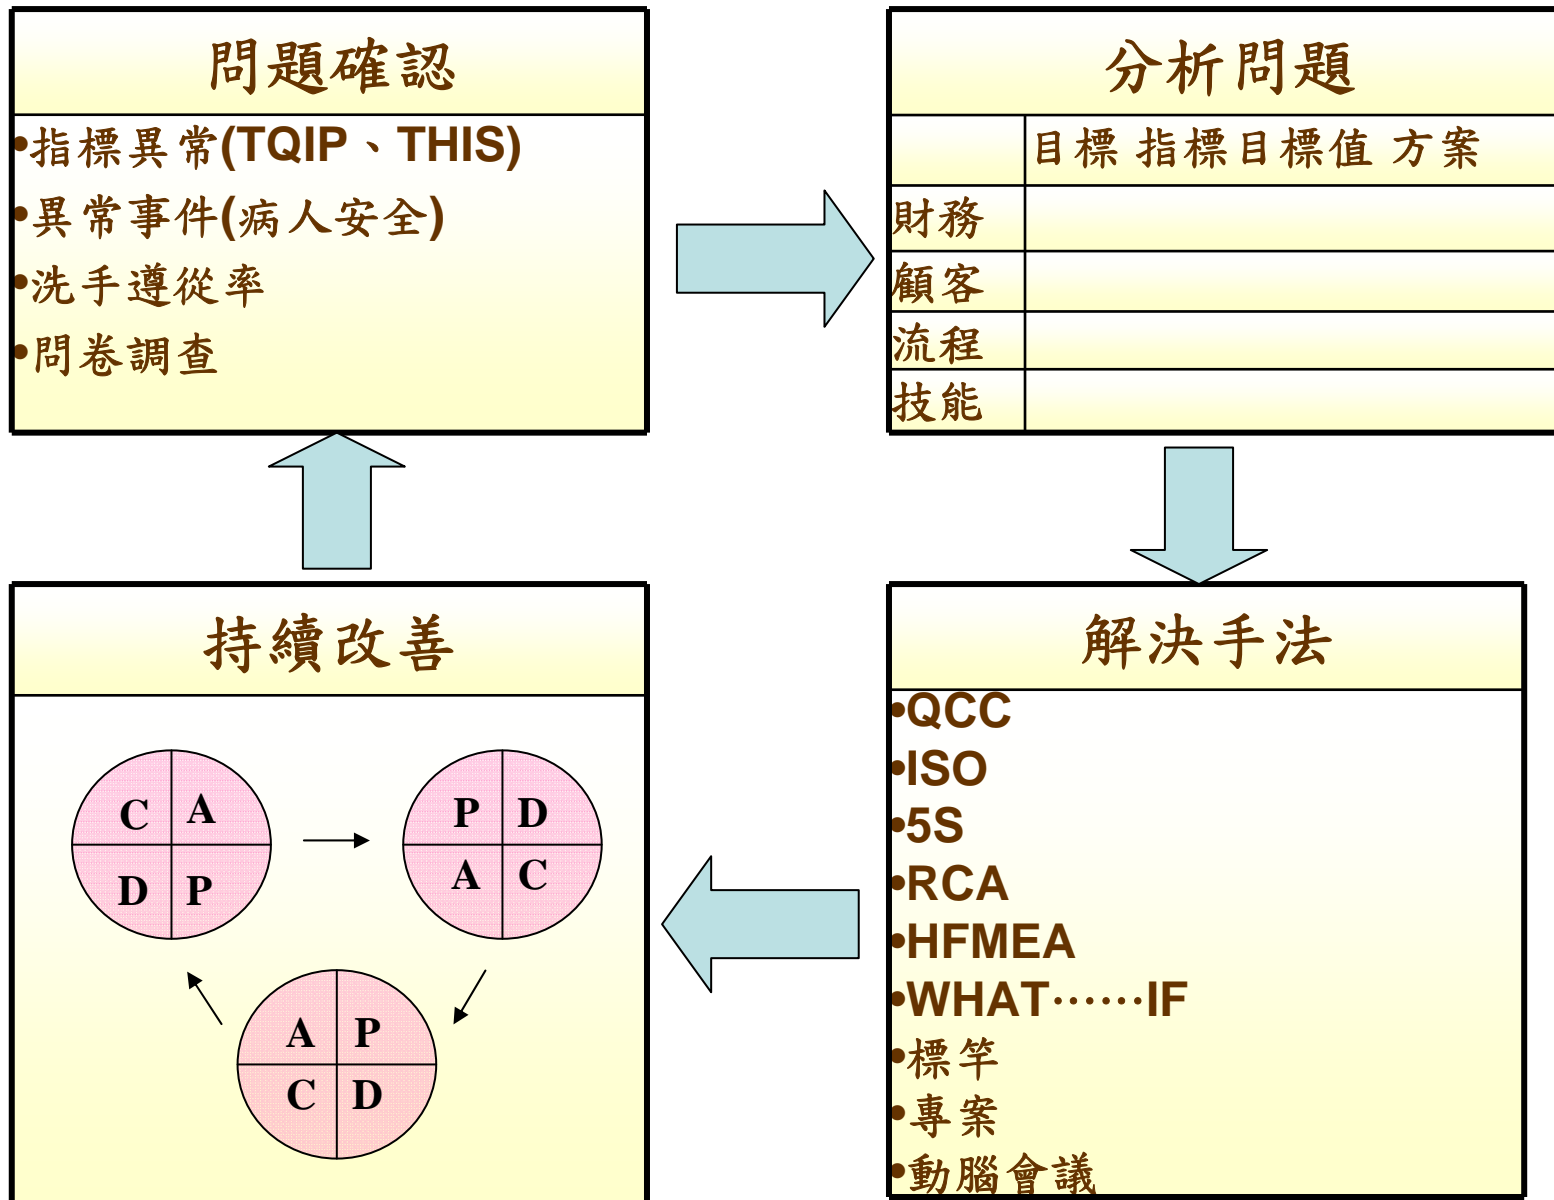 問題確認
•指標異常(TQIP、THIS)
•異常事件(病人安全)
•洗手遵從率
•問卷調查
分析問題
目標 指標目標值 方案
財務
顧客
流程
技能
解決手法
•QCC
•ISO
•5S
•RCA
•HFMEA
•WHAT……IF
•標竿
•專案
•動腦會議
持續改善
C A
D P
P D
A C
A P
C D